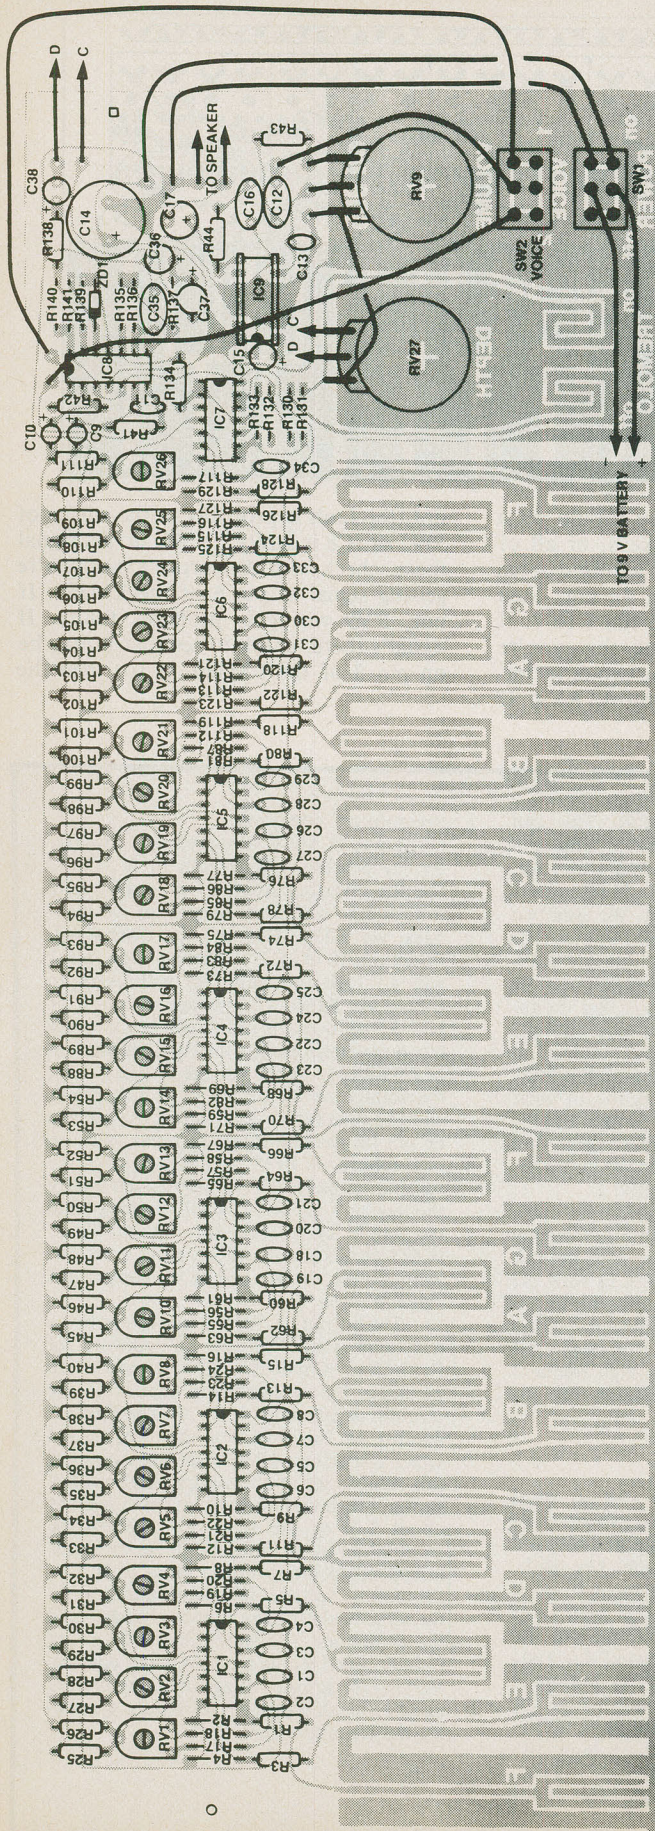 D
C
C38
R138
C14
ZD1
R140
R141
R139
R135
R136
C36
C35
R137
C17
C37
R44
TO SPEAKER
C16
C12
R43
C13
IC9
C15
RV9
RV27
C
D
SW2
VOICE
SW1
VOLUME
VOICE
POWER
ON
OFF
DEPTH
TREMOLO
ON
- +
TO 9 V BATTERY
IC8
R134
R42
C11
R41
C10
C9
IC7
R133
R132
R130
R131
R111
R110
RV26
R117
R129
R128
C34
R109
R108
RV25
R127
R116
R115
R125
R126
R124
F
R107
R106
RV24
IC6
C33
C32
G
R105
R104
RV23
C30
C31
R103
R102
RV22
R121
R114
R113
R123
R120
R122
A
R101
R100
RV21
R119
R112
R87
R81
R118
R80
B
R99
R98
RV20
IC5
C29
C28
R97
R96
RV19
C26
C27
R95
R94
RV18
R77
R86
R85
R79
R76
R78
C
R93
R92
RV17
R75
R84
R83
R73
R74
R72
D
R91
R90
RV16
IC4
C25
C24
R89
R88
RV15
C22
C23
E
R54
R53
RV14
R69
R82
R59
R71
R68
R70
R52
R51
RV13
R67
R58
R57
R65
R66
R64
F
R50
R49
RV12
IC3
C21
C20
R48
R47
RV11
C18
C19
G
R46
R45
RV10
R61
R56
R55
R63
R60
R62
A
R40
R39
RV8
R16
R24
R23
R14
R15
R13
R38
R37
RV7
IC2
C8
C7
B
R36
R35
RV6
C5
C6
R34
R33
RV5
R10
R22
R21
R12
R9
R11
C
R32
R31
RV4
R8
R20
R19
R6
R7
R5
D
R30
R29
RV3
IC1
C4
C3
R28
R27
RV2
C1
C2
E
R26
R25
RV1
R2
R18
R17
R4
R1
R3
F